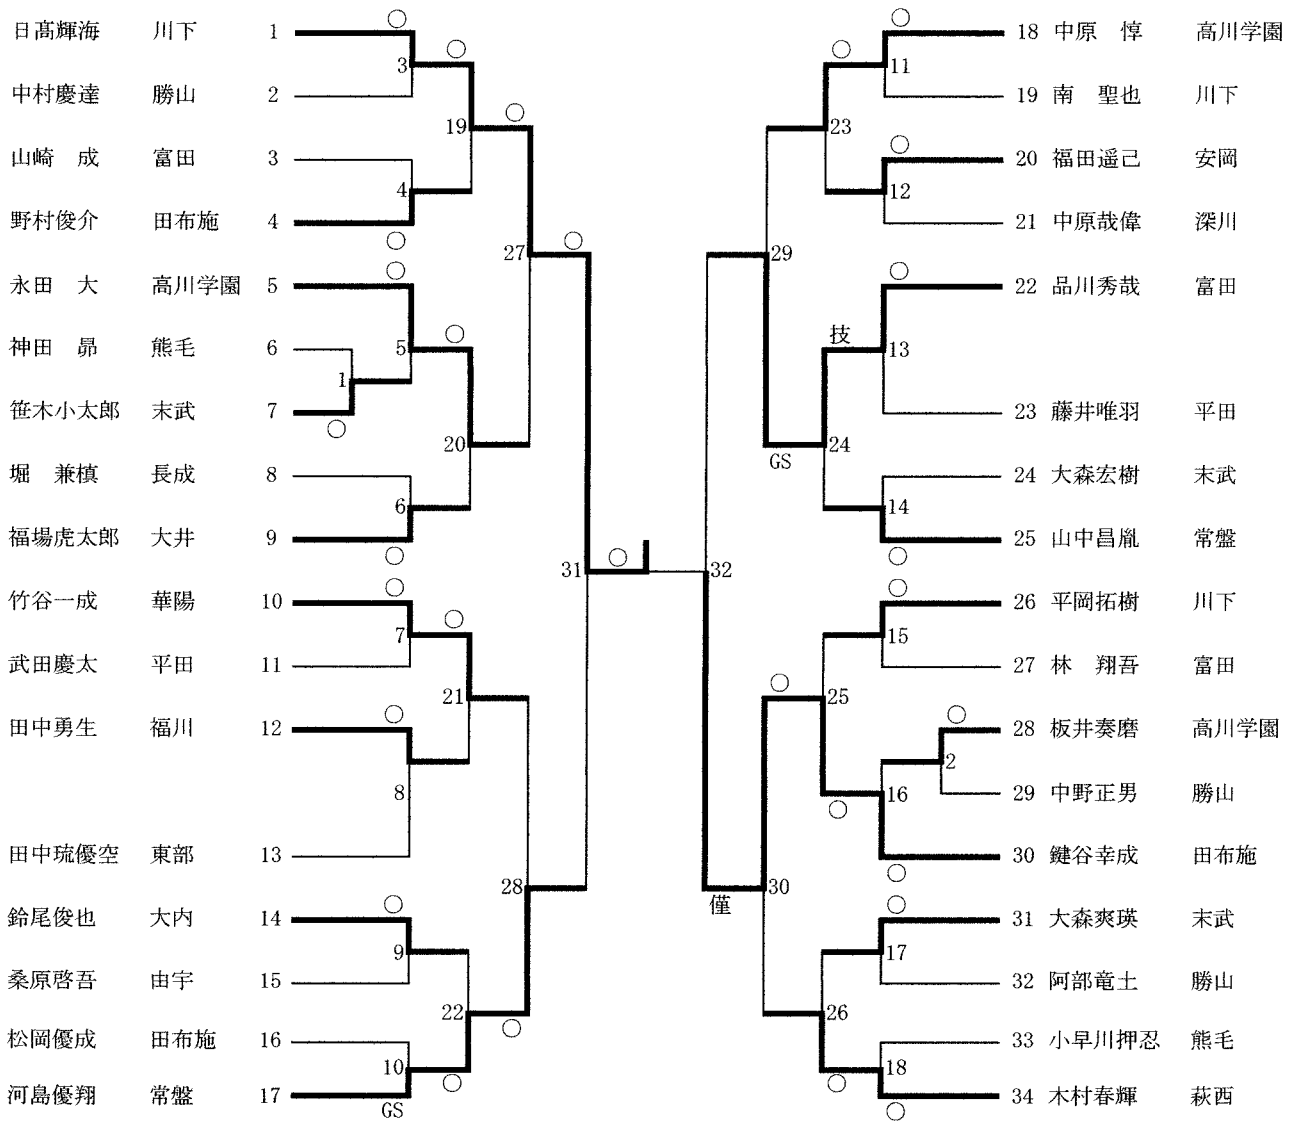 日髙輝海 川下 1
中村慶達 勝山 2
山崎 成 富田 3
野村俊介 田布施 4
永田 大 高川学園 5
神田 昴 熊毛 6
笹木小太郎 末武 7
堀 兼槙 長成 8
福場虎太郎 大井 9
竹谷一成 華陽 10
武田慶太 平田 11
田中勇生 福川 12
田中琉優空 東部 13
鈴尾俊也 大内 14
桑原啓吾 由宇 15
松岡優成 田布施 16
河島優翔 常盤 17
3
19
4
27
5
1
20
6
31
7
21
8
28
9
22
10
GS
11
23
12
29
技
13
24
GS
14
32
15
25
2
16
30
僅
17
26
18
18 中原 惇 高川学園
19 南 聖也 川下
20 福田遥己 安岡
21 中原哉偉 深川
22 品川秀哉 富田
23 藤井唯羽 平田
24 大森宏樹 末武
25 山中昌胤 常盤
26 平岡拓樹 川下
27 林 翔吾 富田
28 板井奏磨 高川学園
29 中野正男 勝山
30 鍵谷幸成 田布施
31 大森爽瑛 末武
32 阿部竜士 勝山
33 小早川押忍 熊毛
34 木村春輝 萩西